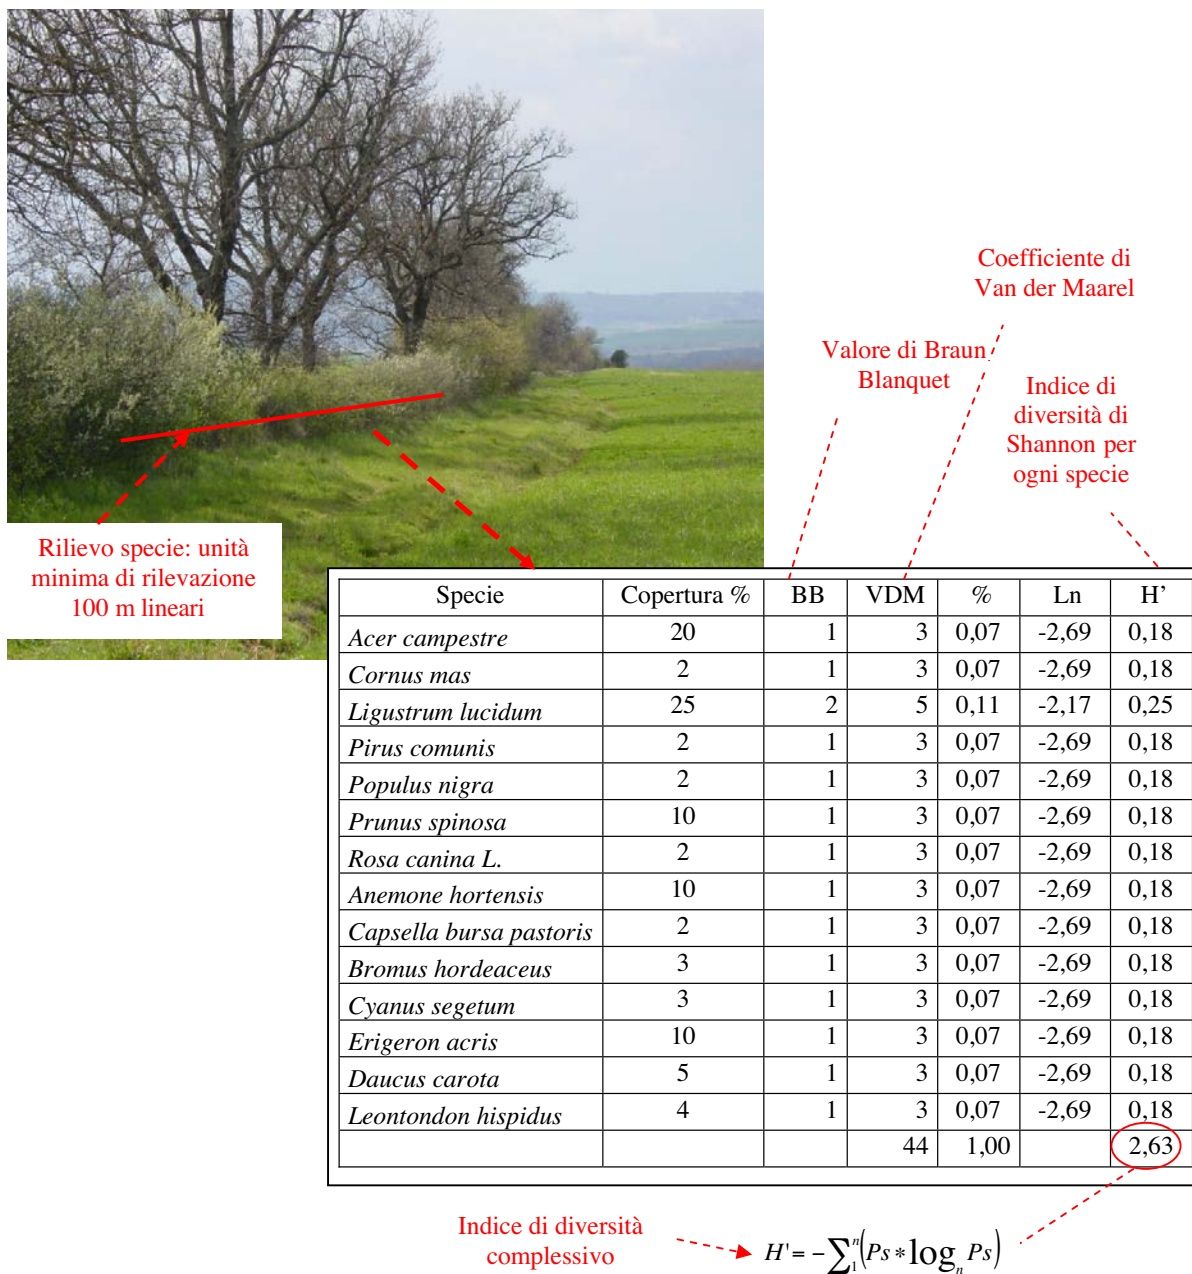 Coefficiente di
Van der Maarel
Valore di Braun
Blanquet
Indice di
diversità di
Shannon per
ogni specie
Rilievo specie: unità
minima di rilevazione
100 m lineari
Specie Copertura % BB VDM % Ln H’
Acer campestre 20 1 3 0,07 -2,69 0,18
Cornus mas 2 1 3 0,07 -2,69 0,18
Ligustrum lucidum 25 2 5 0,11 -2,17 0,25
Pirus comunis 2 1 3 0,07 -2,69 0,18
Populus nigra 2 1 3 0,07 -2,69 0,18
Prunus spinosa 10 1 3 0,07 -2,69 0,18
Rosa canina L. 2 1 3 0,07 -2,69 0,18
Anemone hortensis 10 1 3 0,07 -2,69 0,18
Capsella bursa pastoris 2 1 3 0,07 -2,69 0,18
Bromus hordeaceus 3 1 3 0,07 -2,69 0,18
Cyanus segetum 3 1 3 0,07 -2,69 0,18
Erigeron acris 10 1 3 0,07 -2,69 0,18
Daucus carota 5 1 3 0,07 -2,69 0,18
Leontondon hispidus 4 1 3 0,07 -2,69 0,18
44 1,00 2,63
Indice di diversità
complessivo
H'= −∑₁ⁿ(Ps * logₙ Ps)